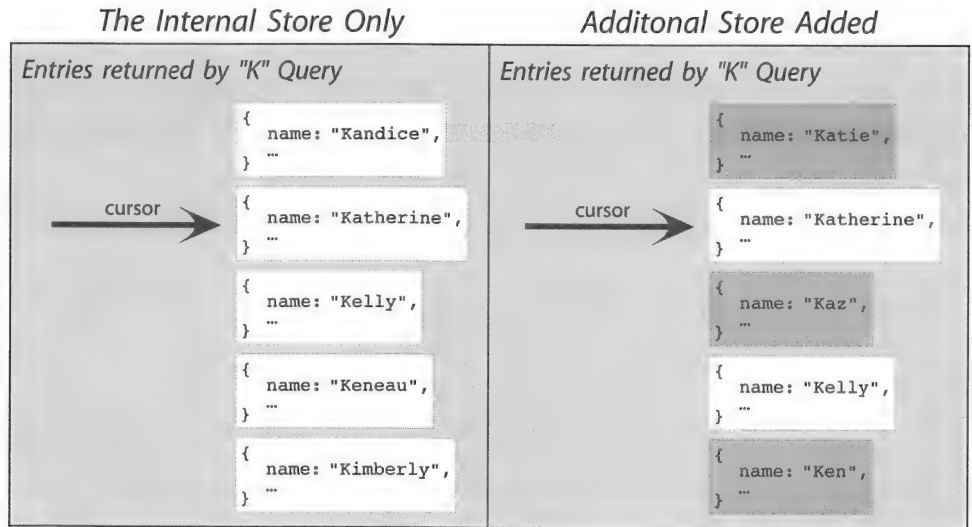 The Internal Store Only
Entries returned by "K" Query
{
name: "Kandice",
…
}
cursor
{
name: "Katherine",
…
}
{
name: "Kelly",
…
}
{
name: "Keneau",
…
}
{
name: "Kimberly",
…
}
Additonal Store Added
Entries returned by "K" Query
{
name: "Katie",
…
}
cursor
{
name: "Katherine",
…
}
{
name: "Kaz",
…
}
{
name: "Kelly",
…
}
{
name: "Ken",
…
}